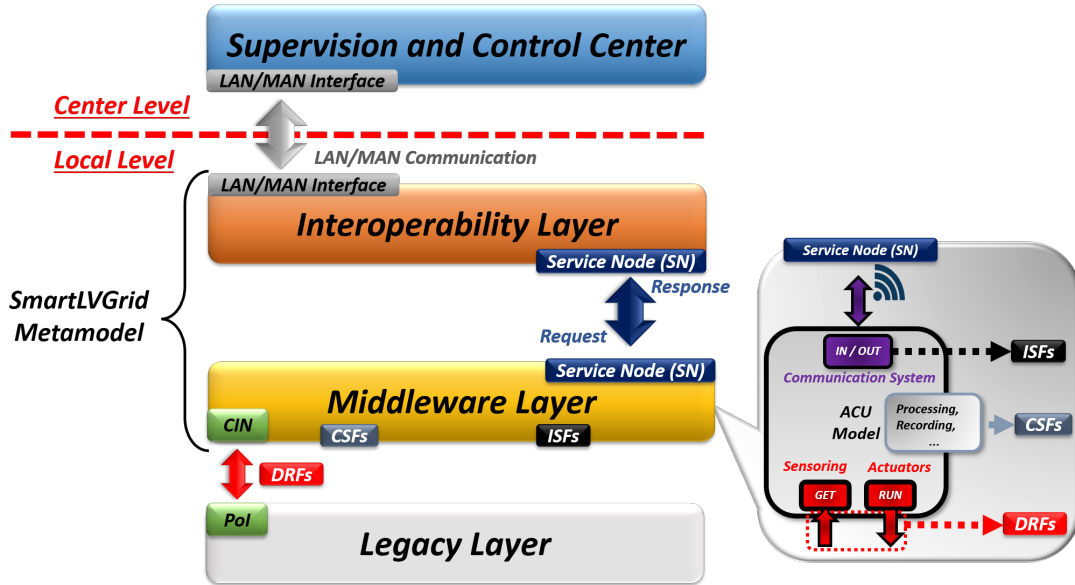 Supervision and Control Center
LAN/MAN Interface
Center Level
Local Level
LAN/MAN Communication
LAN/MAN Interface
Interoperability Layer
Service Node (SN)
SmartLVGrid
Metamodel
Response
Request
Service Node (SN)
Middleware Layer
CIN
CSFs
ISFs
DRFs
PoI
Legacy Layer
Service Node (SN)
IN / OUT
ISFs
Communication System
ACU
Model
Processing,
Recording,
...
CSFs
Sensoring
Actuators
GET
RUN
DRFs